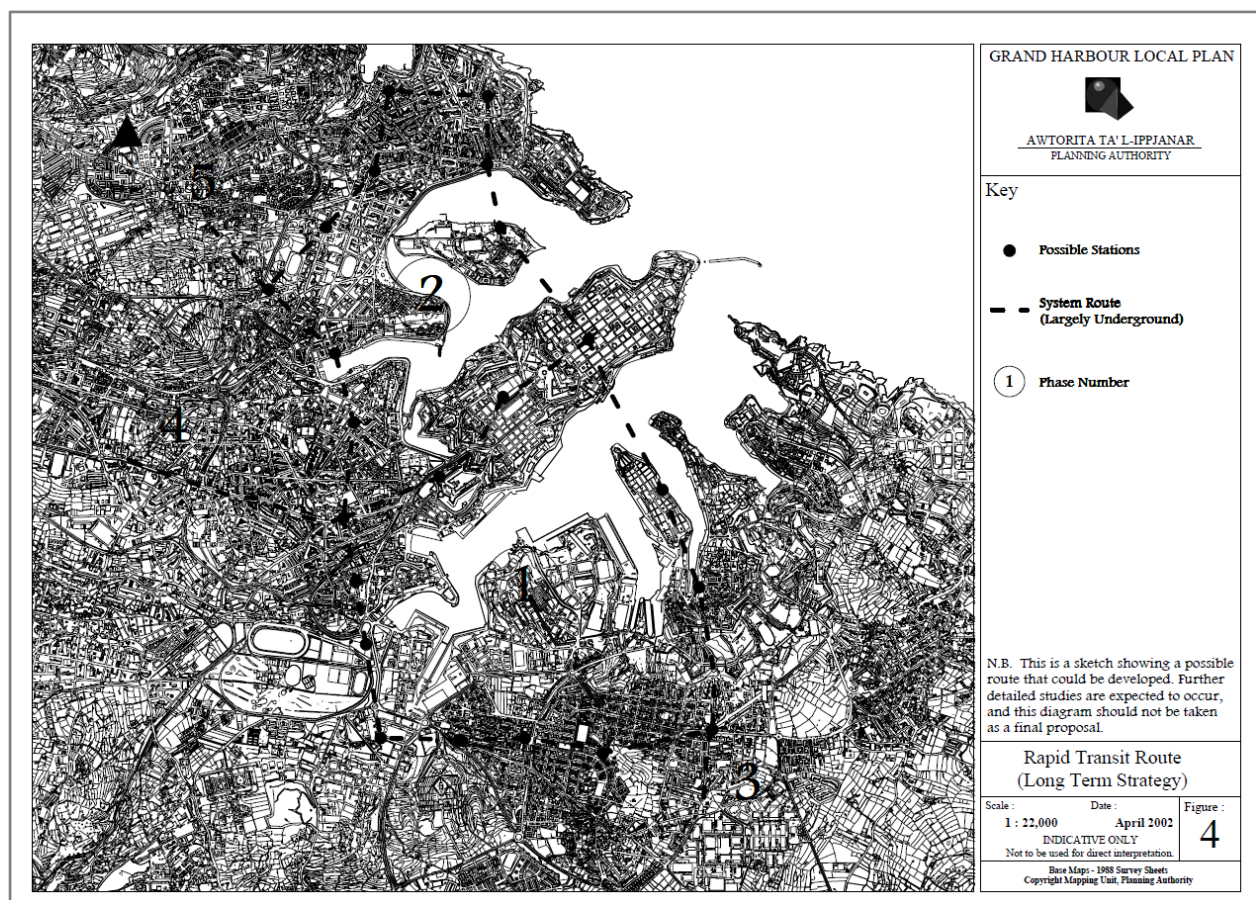 N
5
2
4
1
3
GRAND HARBOUR LOCAL PLAN
AWTORITA TA' L-IPPJANAR
PLANNING AUTHORITY
Key
Possible Stations
System Route
(Largely Underground)
1 Phase Number
N.B. This is a sketch showing a possible
route that could be developed. Further
detailed studies are expected to occur,
and this diagram should not be taken
as a final proposal.
Rapid Transit Route
(Long Term Strategy)
Scale : Date : Figure :
1 : 22,000 April 2002 4
INDICATIVE ONLY
Not to be used for direct interpretation.
Base Maps - 1988 Survey Sheets
Copyright Mapping Unit, Planning Authority